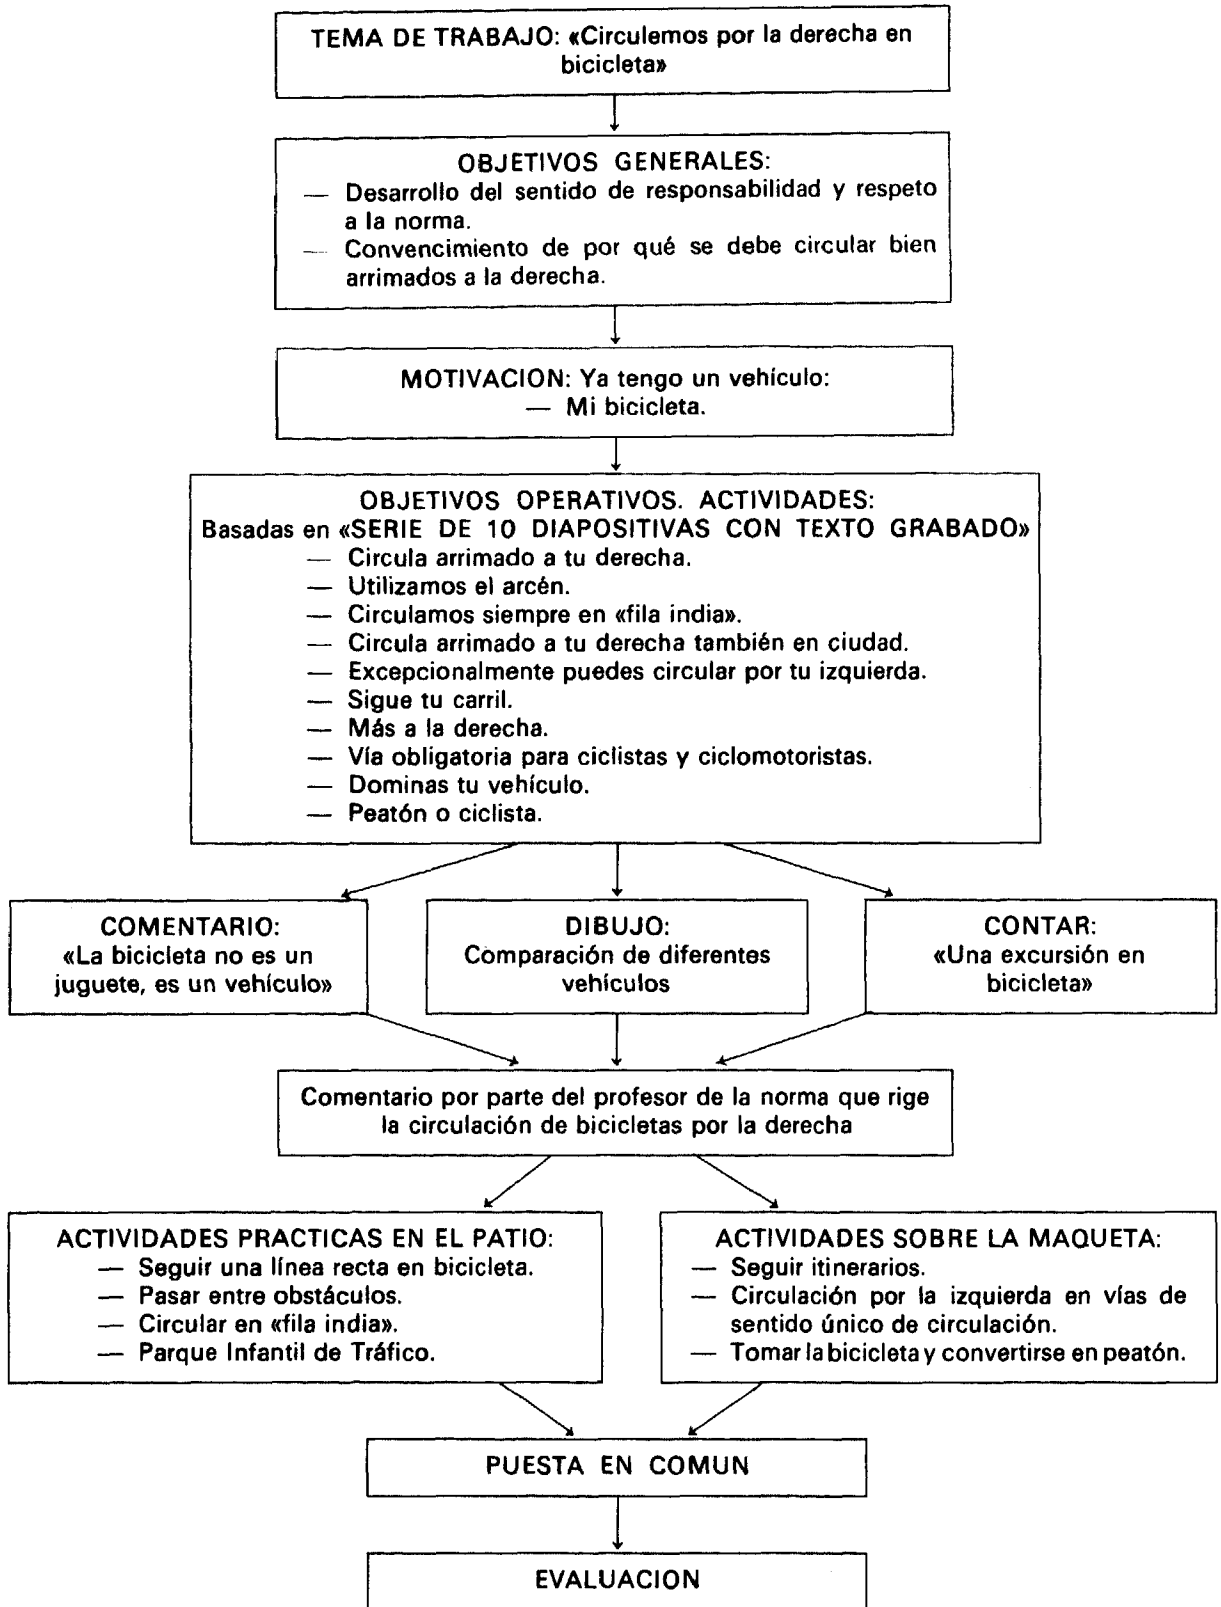 TEMA DE TRABAJO: «Circulemos por la derecha en
bicicleta»
OBJETIVOS GENERALES:
— Desarrollo del sentido de responsabilidad y respeto
a la norma.
— Convencimiento de por qué se debe circular bien
arrimados a la derecha.
MOTIVACION: Ya tengo un vehículo:
— Mi bicicleta.
OBJETIVOS OPERATIVOS. ACTIVIDADES:
Basadas en «SERIE DE 10 DIAPOSITIVAS CON TEXTO GRABADO»
— Circula arrimado a tu derecha.
— Utilizamos el arcén.
— Circulamos siempre en «fila india».
— Circula arrimado a tu derecha también en ciudad.
— Excepcionalmente puedes circular por tu izquierda.
— Sigue tu carril.
— Más a la derecha.
— Vía obligatoria para ciclistas y ciclomotoristas.
— Dominas tu vehículo.
— Peatón o ciclista.
COMENTARIO:
«La bicicleta no es un
juguete, es un vehículo»
DIBUJO:
Comparación de diferentes
vehículos
CONTAR:
«Una excursión en
bicicleta»
Comentario por parte del profesor de la norma que rige
la circulación de bicicletas por la derecha
ACTIVIDADES PRACTICAS EN EL PATIO:
— Seguir una línea recta en bicicleta.
— Pasar entre obstáculos.
— Circular en «fila india».
— Parque Infantil de Tráfico.
ACTIVIDADES SOBRE LA MAQUETA:
— Seguir itinerarios.
— Circulación por la izquierda en vías de
sentido único de circulación.
— Tomar la bicicleta y convertirse en peatón.
PUESTA EN COMUN
EVALUACION